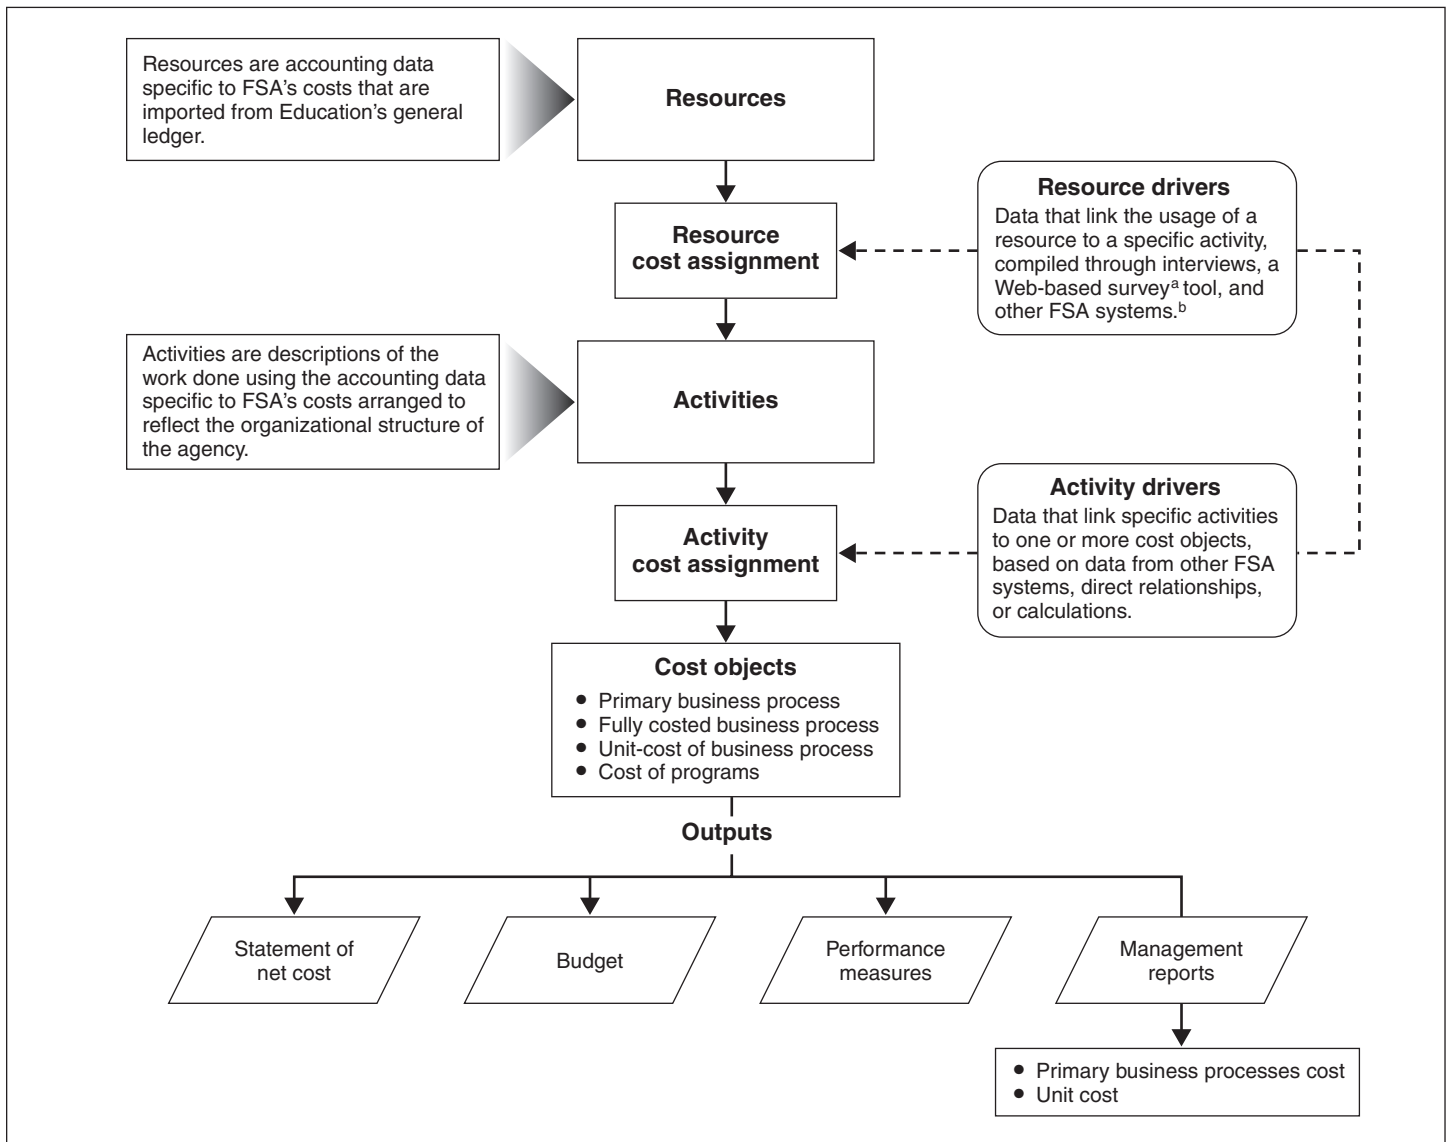 Resources are accounting data
specific to FSA's costs that are
imported from Education's general
ledger.
Resources
Resource
cost assignment
Resource drivers
Data that link the usage of a
resource to a specific activity,
compiled through interviews, a
Web-based surveyᵃ tool, and
other FSA systems.ᵇ
Activities are descriptions of the
work done using the accounting data
specific to FSA's costs arranged to
reflect the organizational structure of
the agency.
Activities
Activity
cost assignment
Activity drivers
Data that link specific activities
to one or more cost objects,
based on data from other FSA
systems, direct relationships,
or calculations.
Cost objects
• Primary business process
• Fully costed business process
• Unit-cost of business process
• Cost of programs
Outputs
Statement of
net cost
Budget
Performance
measures
Management
reports
• Primary business processes cost
• Unit cost